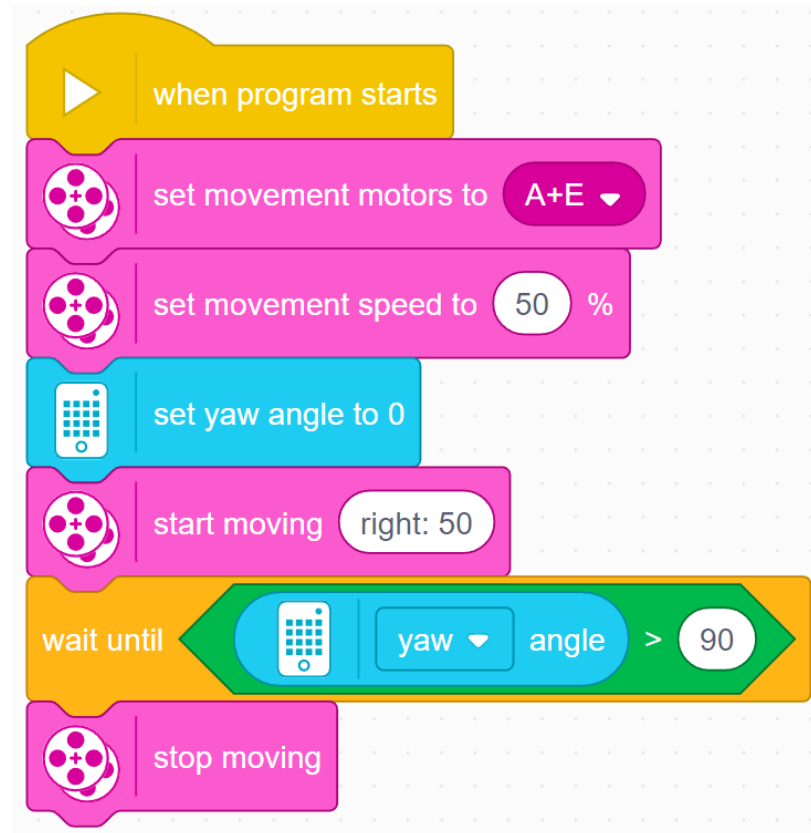 when program starts
set movement motors to A+E
set movement speed to 50 %
set yaw angle to 0
start moving right: 50
wait until yaw angle > 90
stop moving